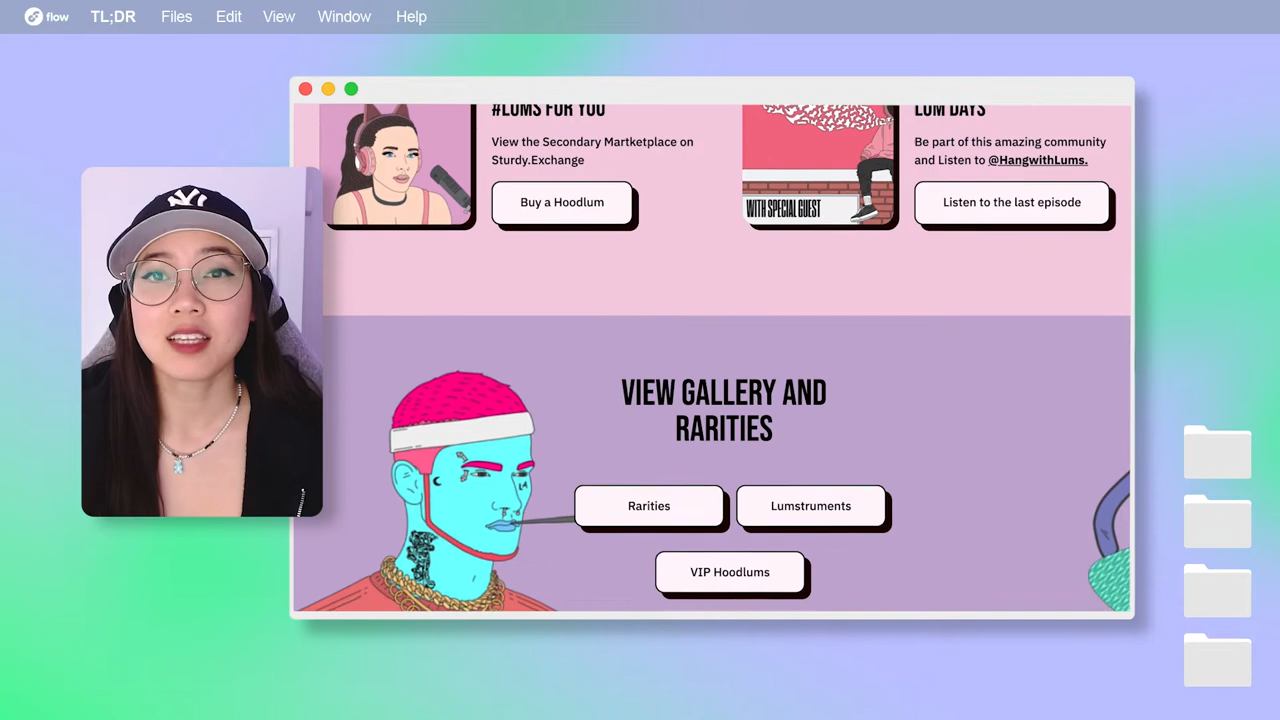 flow TL;DR Files Edit View Window Help
#LUMS FOR YOU
View the Secondary Martketplace on
Sturdy.Exchange
Buy a Hoodlum
WITH SPECIAL GUEST
LUM DAYS
Be part of this amazing community
and Listen to @HangwithLums.
Listen to the last episode
NY
VIEW GALLERY AND
RARITIES
Rarities
Lumstruments
VIP Hoodlums
LA